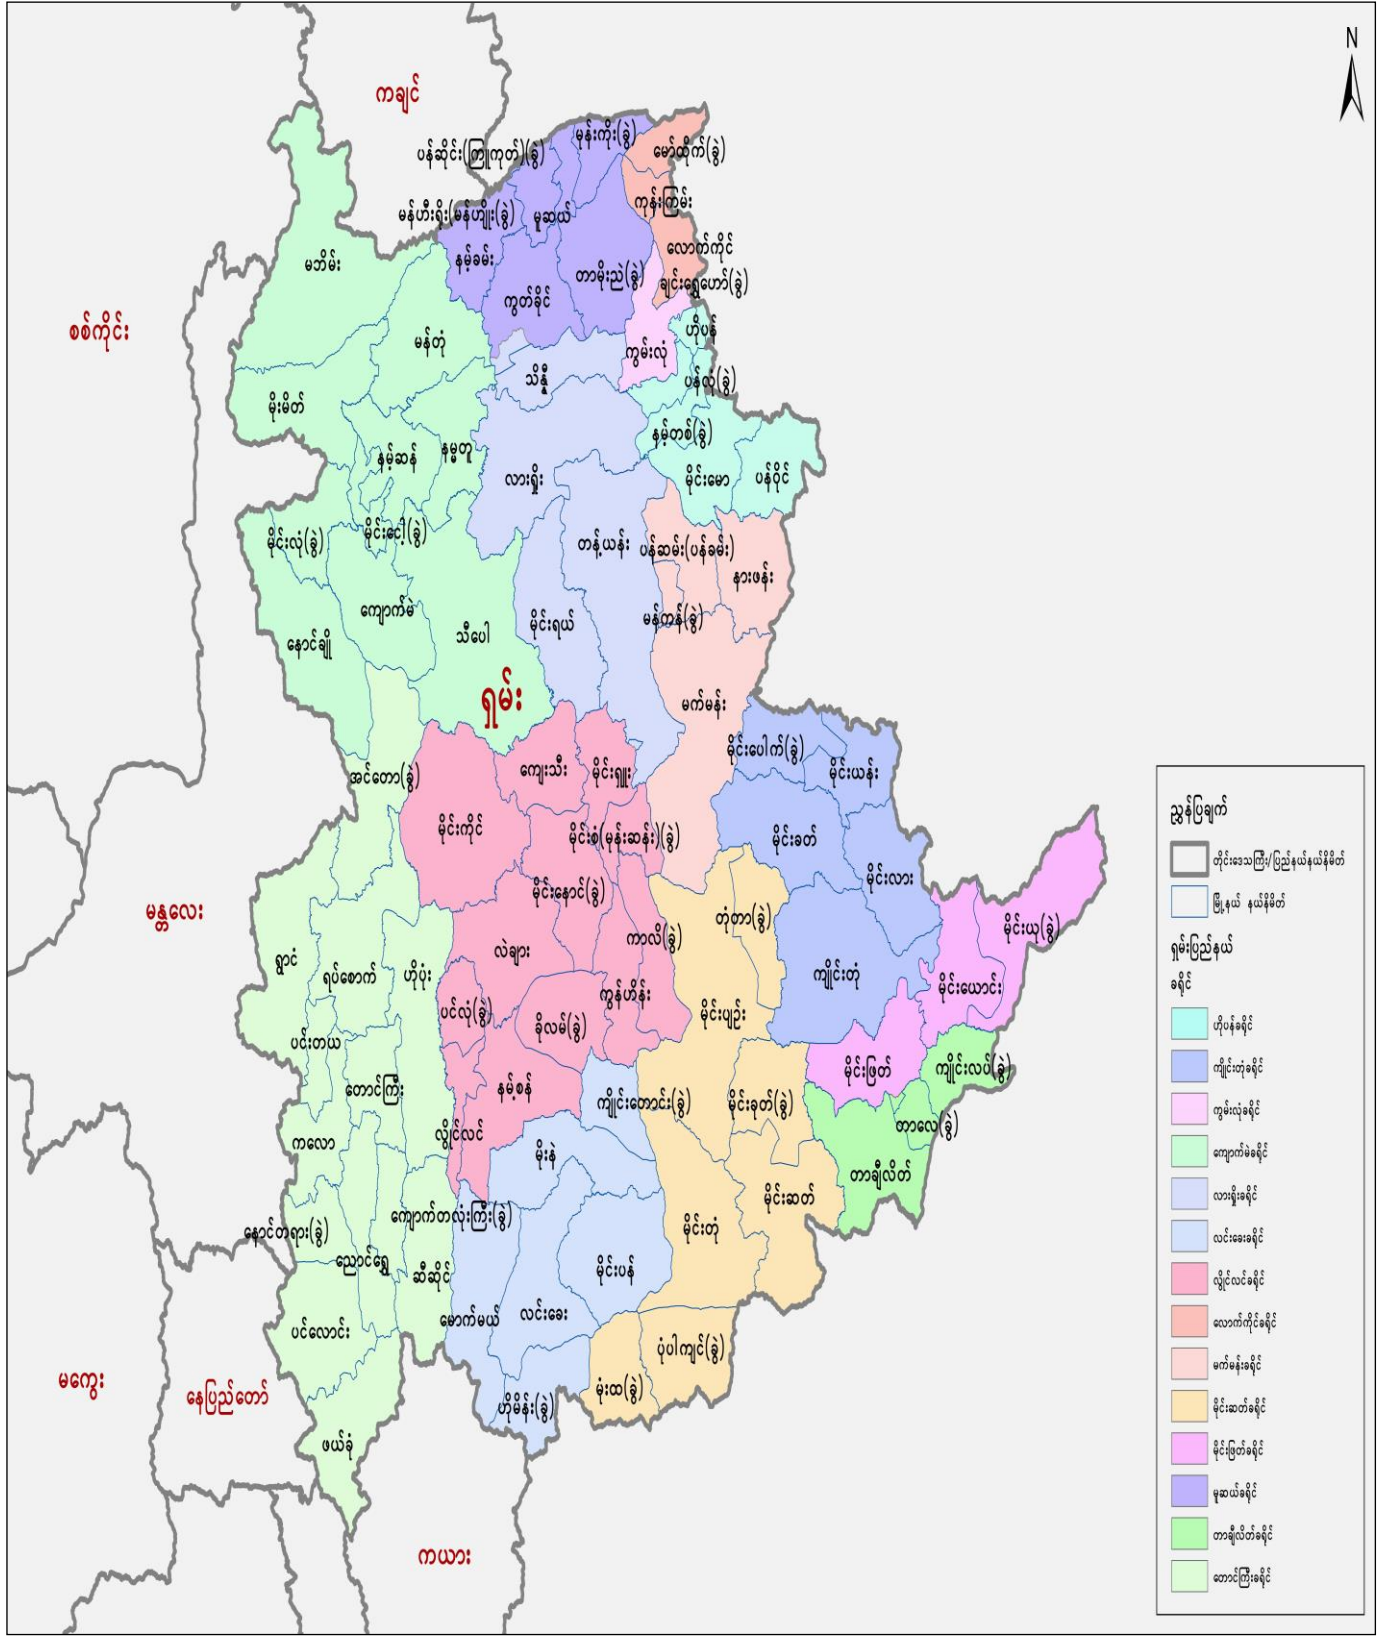 N
ကချင်
မုန်းကိုး(ခွဲ)
မော်ထိုက်(ခွဲ)
ပန်ဆိုင်း(ကြူကုတ်)(ခွဲ)
ကုန်းကြမ်း
မန်ဟီးရိုး(မန်ဟျိုး)(ခွဲ)
မူဆယ်
လောက်ကိုင်
မဘိမ်း
နမ့်ခမ်း
တာမိုးညဲ(ခွဲ)
ချင်းရွှေဟော်(ခွဲ)
ကွတ်ခိုင်
စစ်ကိုင်း
ဟိုပန်
မန်တုံ
ကွမ်းလုံ
သိန္နီ
ပန်လုံ(ခွဲ)
မိုးမိတ်
နမ့်တစ်(ခွဲ)
နမ့်ဆန်
နမ္မတူ
လားရှိုး
မိုင်းမော
ပန်ဝိုင်
မိုင်းလုံ(ခွဲ)
မိုင်းငေါ့(ခွဲ)
တန့်ယန်း
ပန်ဆမ်း(ပန်ခမ်း)
နားဖန်း
ကျောက်မဲ
မန်ကန်(ခွဲ)
နောင်ချို
သီပေါ
မိုင်းရယ်
ရှမ်း
မက်မန်း
မိုင်းပေါက်(ခွဲ)
အင်တော(ခွဲ)
ကျေးသီး
မိုင်းရှူး
မိုင်းယန်း
မိုင်းကိုင်
မိုင်းစံ(မုန်းဆန်း)(ခွဲ)
မိုင်းခတ်
မိုင်းလား
မိုင်းနောင်(ခွဲ)
မန္တလေး
တုံတာ(ခွဲ)
မိုင်းယု(ခွဲ)
ရွာငံ
ရပ်စောက်
ဟိုပုံး
လဲချား
ကာလိ(ခွဲ)
ကျိုင်းတုံ
မိုင်းယောင်း
ပင်လုံ(ခွဲ)
ကွန်ဟိန်း
မိုင်းပျဉ်း
ခိုလမ်(ခွဲ)
ပင်းတယ
တောင်ကြီး
နမ့်စန်
မိုင်းဖြတ်
ကျိုင်းလပ်(ခွဲ)
ကျိုင်းတောင်း(ခွဲ)
မိုင်းခုတ်(ခွဲ)
တာလေ(ခွဲ)
ကလော
လွိုင်လင်
မိုးနဲ
တာချီလိတ်
မိုင်းဆတ်
ကျောက်တလုံးကြီး(ခွဲ)
နောင်တရား(ခွဲ)
မိုင်းတုံ
ညောင်ရွှေ
ဆီဆိုင်
မိုင်းပန်
မောက်မယ်
လင်းခေး
ပင်လောင်း
ပုံပါကျင်(ခွဲ)
မကွေး
နေပြည်တော်
မုံးထ(ခွဲ)
ဟိုမိန်း(ခွဲ)
ဖယ်ခုံ
ကယား
ညွှန်ပြချက်
တိုင်းဒေသကြီး/ပြည်နယ်နယ်နိမိတ်
မြို့နယ် နယ်နိမိတ်
ရှမ်းပြည်နယ်
ခရိုင်
ဟိုပန်ခရိုင်
ကျိုင်းတုံခရိုင်
ကွမ်းလုံခရိုင်
ကျောက်မဲခရိုင်
လားရှိုးခရိုင်
လင်းခေးခရိုင်
လွိုင်လင်ခရိုင်
လောက်ကိုင်ခရိုင်
မက်မန်းခရိုင်
မိုင်းဆတ်ခရိုင်
မိုင်းဖြတ်ခရိုင်
မူဆယ်ခရိုင်
တာချီလိတ်ခရိုင်
တောင်ကြီးခရိုင်